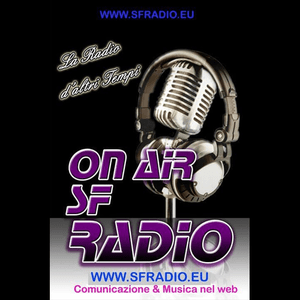 WWW.SFRADIO.EU
La Radio
d'altri Tempi
ON AIR
SF
RADIO
WWW.SFRADIO.EU
Comunicazione & Musica nel web